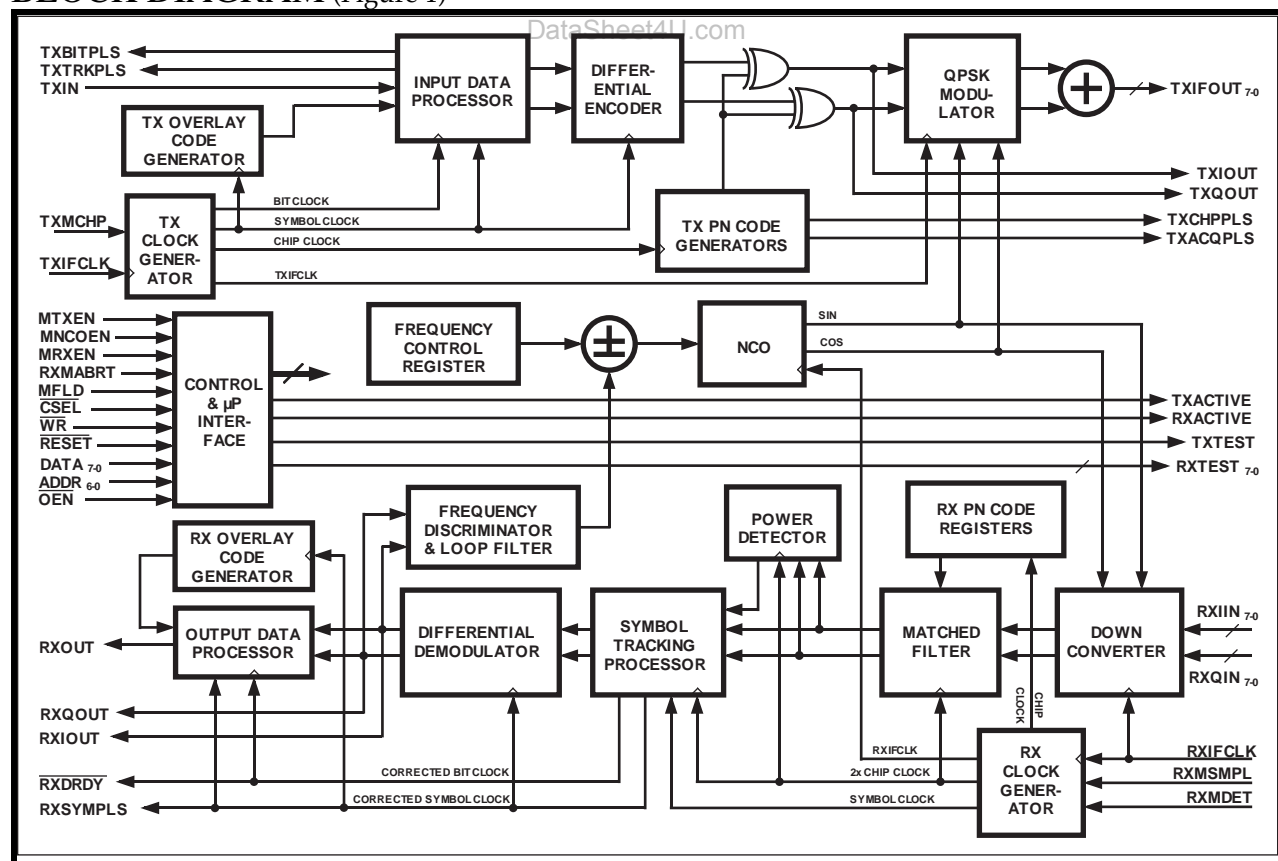 BLOCK DIAGRAM (Figure 1)
DataSheet4U.com
TXBITPLS
TXTRKPLS
TXIN
INPUT DATA
PROCESSOR
DIFFER-
ENTIAL
ENCODER
QPSK
MODU-
LATOR
+
TXIFOUT 7-0
TX OVERLAY
CODE
GENERATOR
TXIOUT
TXQOUT
TXMCHP
TXIFCLK
TX
CLOCK
GENER-
ATOR
BIT CLOCK
SYMBOL CLOCK
CHIP CLOCK
TXIFCLK
TX PN CODE
GENERATORS
TXCHPPLS
TXACQPLS
MTXEN
MNCOEN
MRXEN
RXMABRT
MFLD
CSEL
WR
RESET
DATA 7-0
ADDR 6-0
OEN
CONTROL
& µP
INTER-
FACE
FREQUENCY
CONTROL
REGISTER
±
NCO
SIN
COS
TXACTIVE
RXACTIVE
TXTEST
RXTEST 7-0
RX OVERLAY
CODE
GENERATOR
FREQUENCY
DISCRIMINATOR
& LOOP FILTER
POWER
DETECTOR
RX PN CODE
REGISTERS
RXOUT
OUTPUT DATA
PROCESSOR
DIFFERENTIAL
DEMODULATOR
SYMBOL
TRACKING
PROCESSOR
MATCHED
FILTER
DOWN
CONVERTER
RXIIN 7-0
RXQIN 7-0
RXQOUT
RXIOUT
RXDRDY
RXSYMPLS
CORRECTED BIT CLOCK
CORRECTED SYMBOL CLOCK
CHIP
CLOCK
RXIFCLK
2x CHIP CLOCK
SYMBOL CLOCK
RX
CLOCK
GENER-
ATOR
RXIFCLK
RXMSMPL
RXMDET